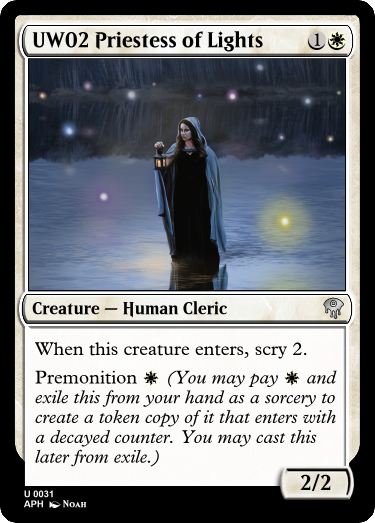 UW02 Priestess of Lights 1
Creature — Human Cleric
When this creature enters, scry 2.
Premonition (You may pay and
exile this from your hand as a sorcery to
create a token copy of it that enters with
a decayed counter. You may cast this
later from exile.)
2/2
U 0031
APH Noah